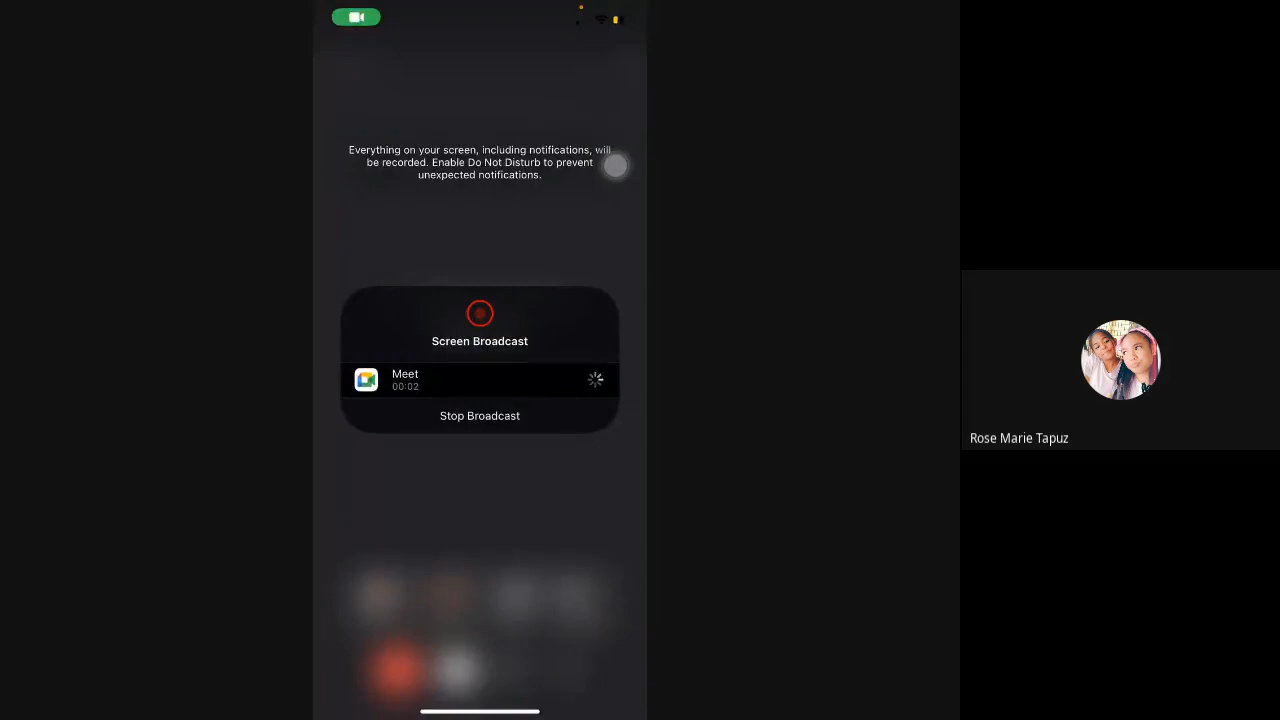 Everything on your screen, including notifications, will
be recorded. Enable Do Not Disturb to prevent
unexpected notifications.
Screen Broadcast
Meet
00:02
Stop Broadcast
Rose Marie Tapuz